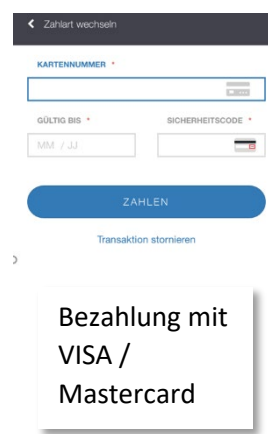 Zahlart wechseln
KARTENNUMMER *
GÜLTIG BIS * SICHERHEITSCODE *
MM / JJ
ZAHLEN
Transaktion stornieren
Bezahlung mit
VISA /
Mastercard